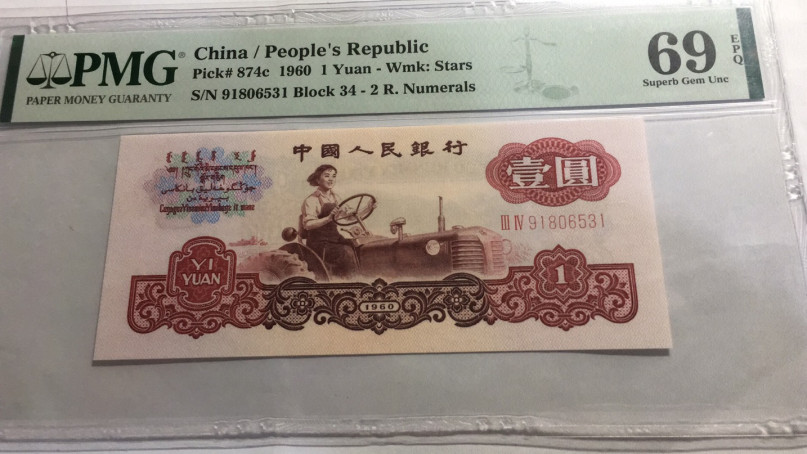 PMG
PAPER MONEY GUARANTY
China / People's Republic
Pick# 874c 1960 1 Yuan - Wmk: Stars
S/N 91806531 Block 34 - 2 R. Numerals
69
EPQ
Superb Gem Unc
中國人民銀行
壹圓
III IV 91806531
YI
YUAN
1960
1